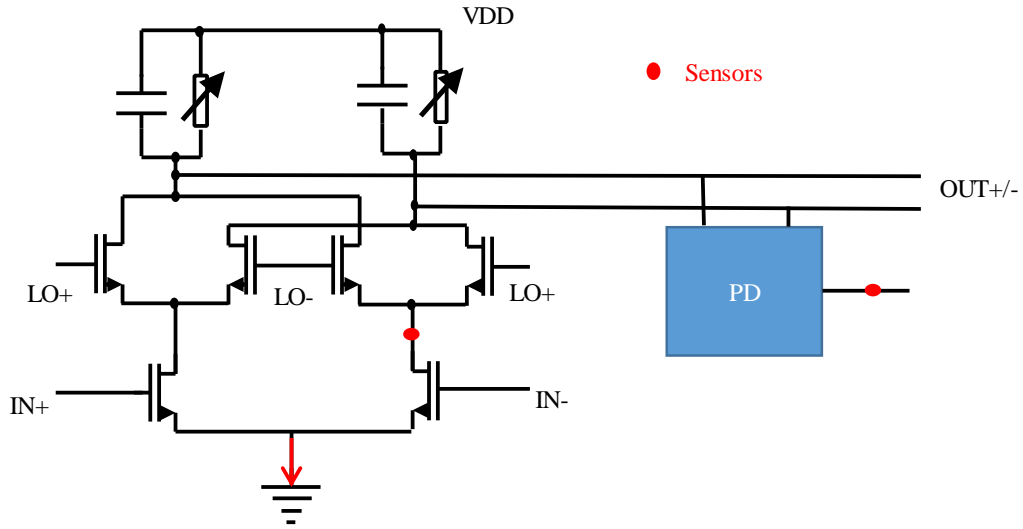 VDD
Sensors
OUT+/-
LO+
LO-
LO+
PD
IN+
IN-